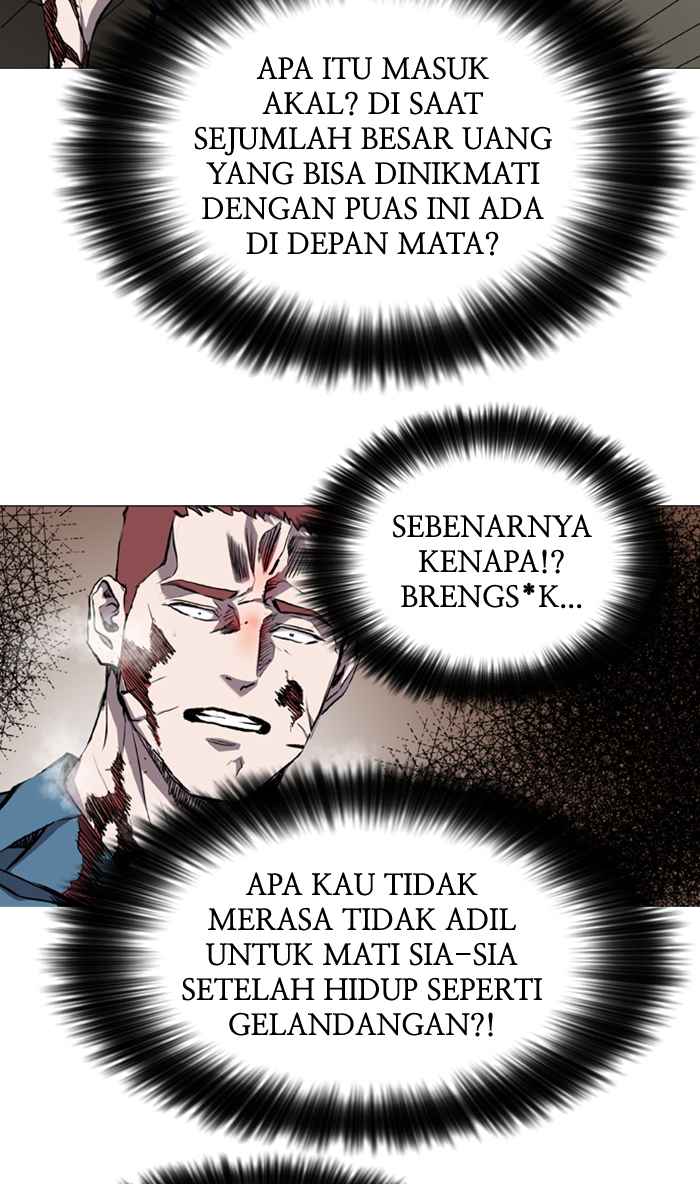 APA ITU MASUK
AKAL? DI SAAT
SEJUMLAH BESAR UANG
YANG BISA DINIKMATI
DENGAN PUAS INI ADA
DI DEPAN MATA?
SEBENARNYA
KENAPA!?
BRENGS*K...
APA KAU TIDAK
MERASA TIDAK ADIL
UNTUK MATI SIA-SIA
SETELAH HIDUP SEPERTI
GELANDANGAN?!